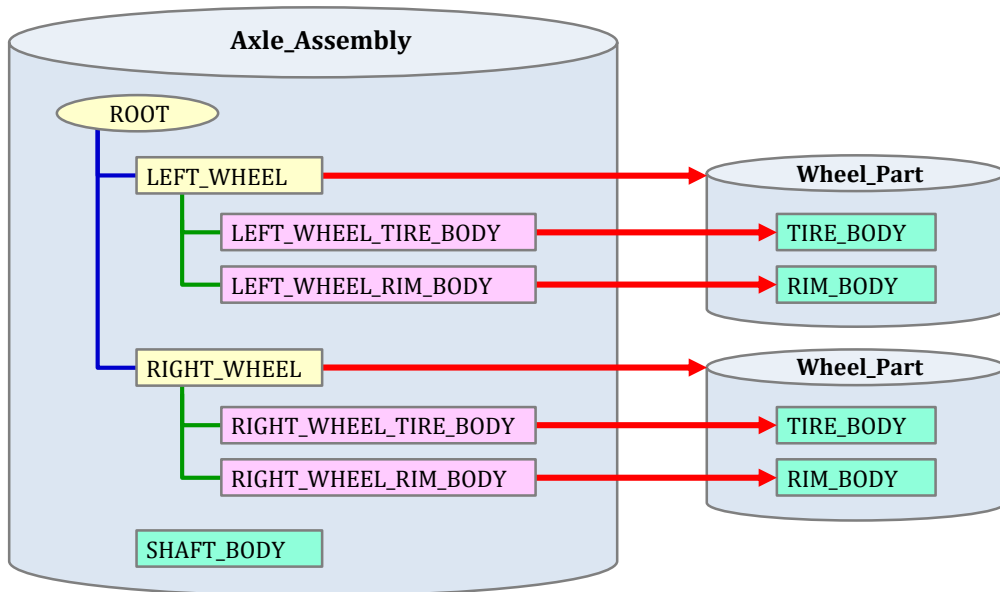 Axle_Assembly
ROOT
LEFT_WHEEL
Wheel_Part
LEFT_WHEEL_TIRE_BODY
TIRE_BODY
LEFT_WHEEL_RIM_BODY
RIM_BODY
RIGHT_WHEEL
Wheel_Part
RIGHT_WHEEL_TIRE_BODY
TIRE_BODY
RIGHT_WHEEL_RIM_BODY
RIM_BODY
SHAFT_BODY